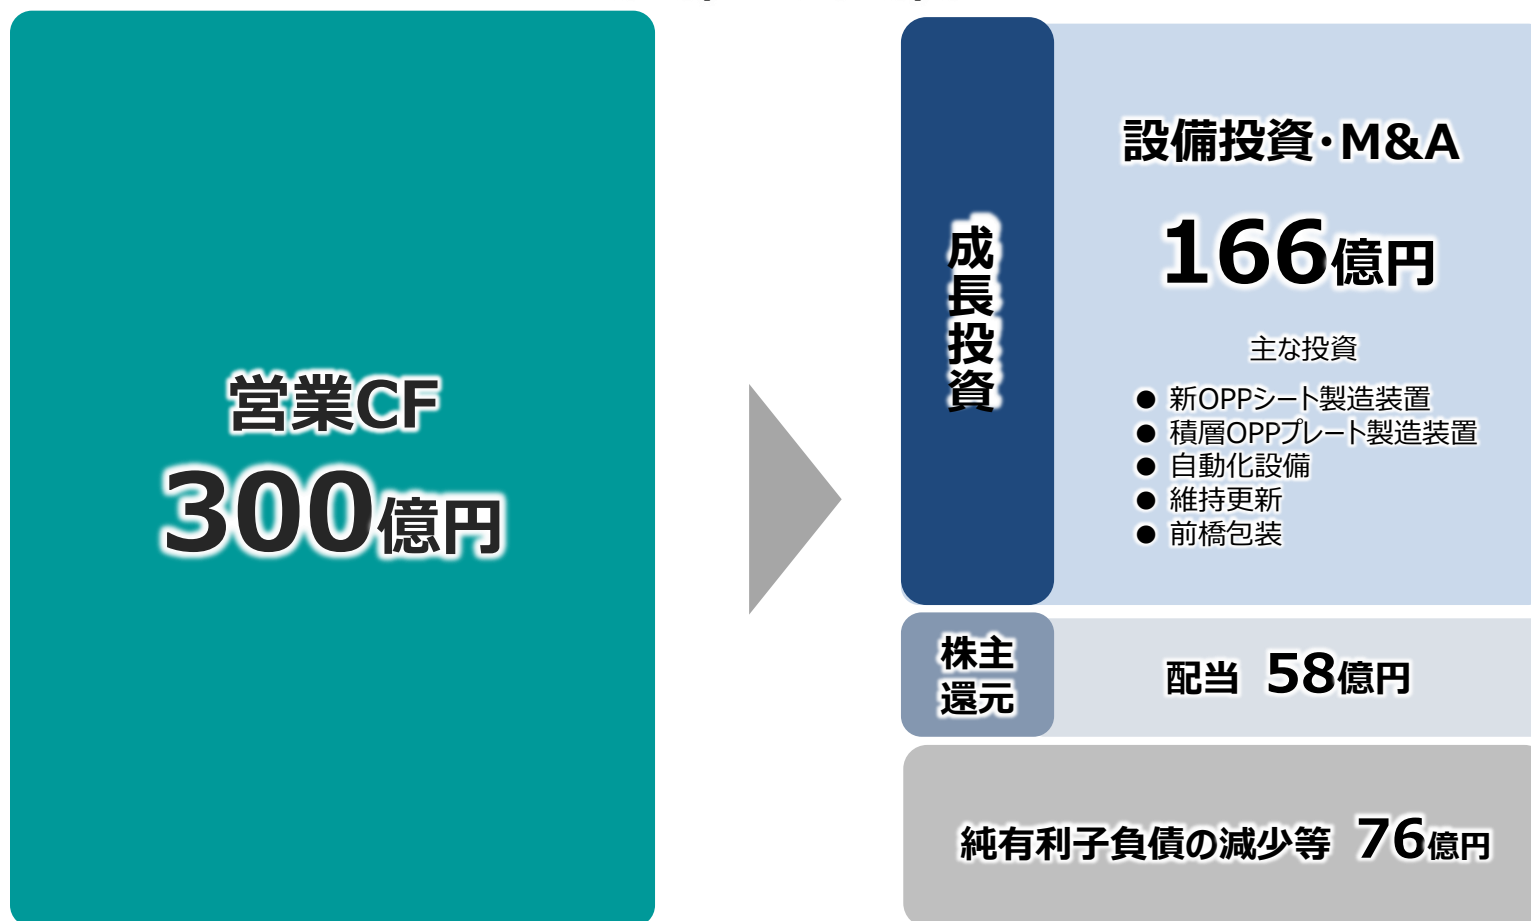 営業CF
300億円
成長投資
設備投資・M&A
166億円
主な投資
● 新OPPシート製造装置
● 積層OPPプレート製造装置
● 自動化設備
● 維持更新
● 前橋包装
株主
還元
配当 58億円
純有利子負債の減少等 76億円